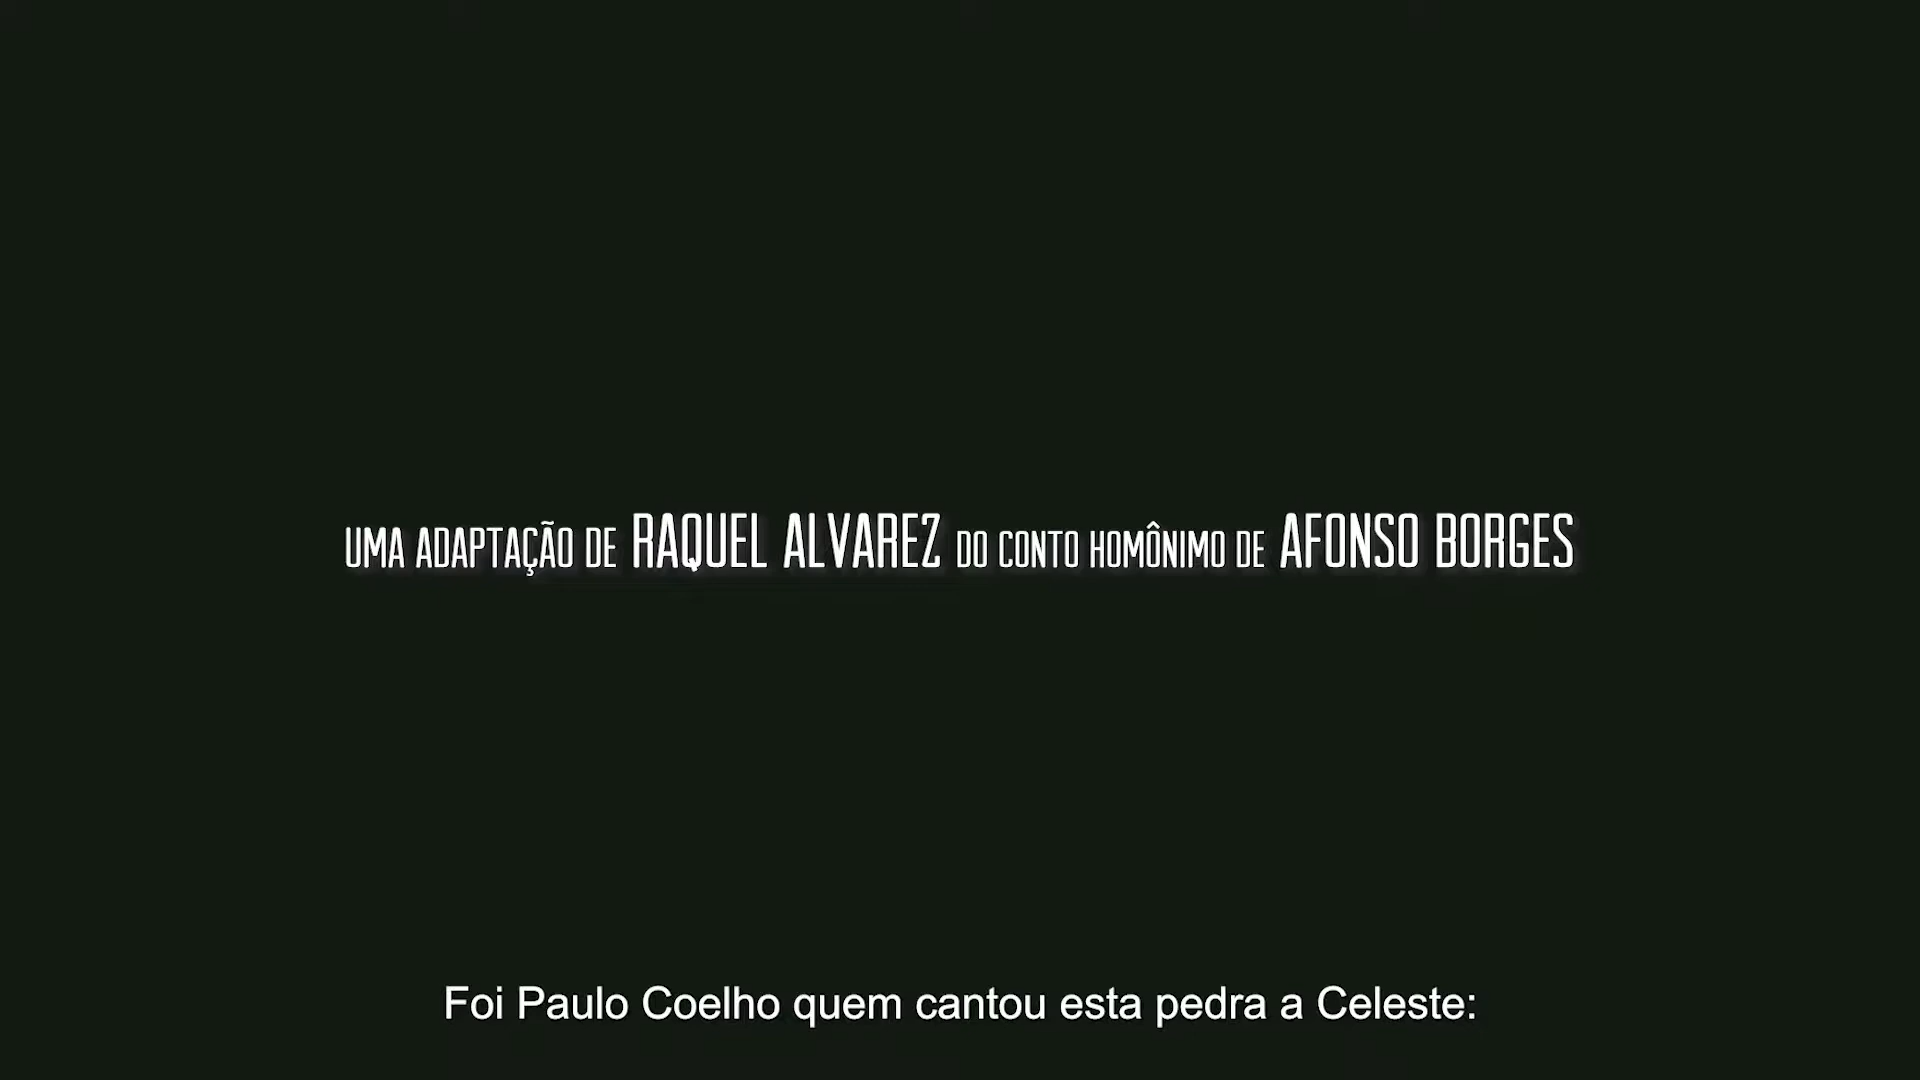 UMA ADAPTAÇÃO DE RAQUEL ALVAREZ DO CONTO HOMÔNIMO DE AFONSO BORGES
Foi Paulo Coelho quem cantou esta pedra a Celeste: